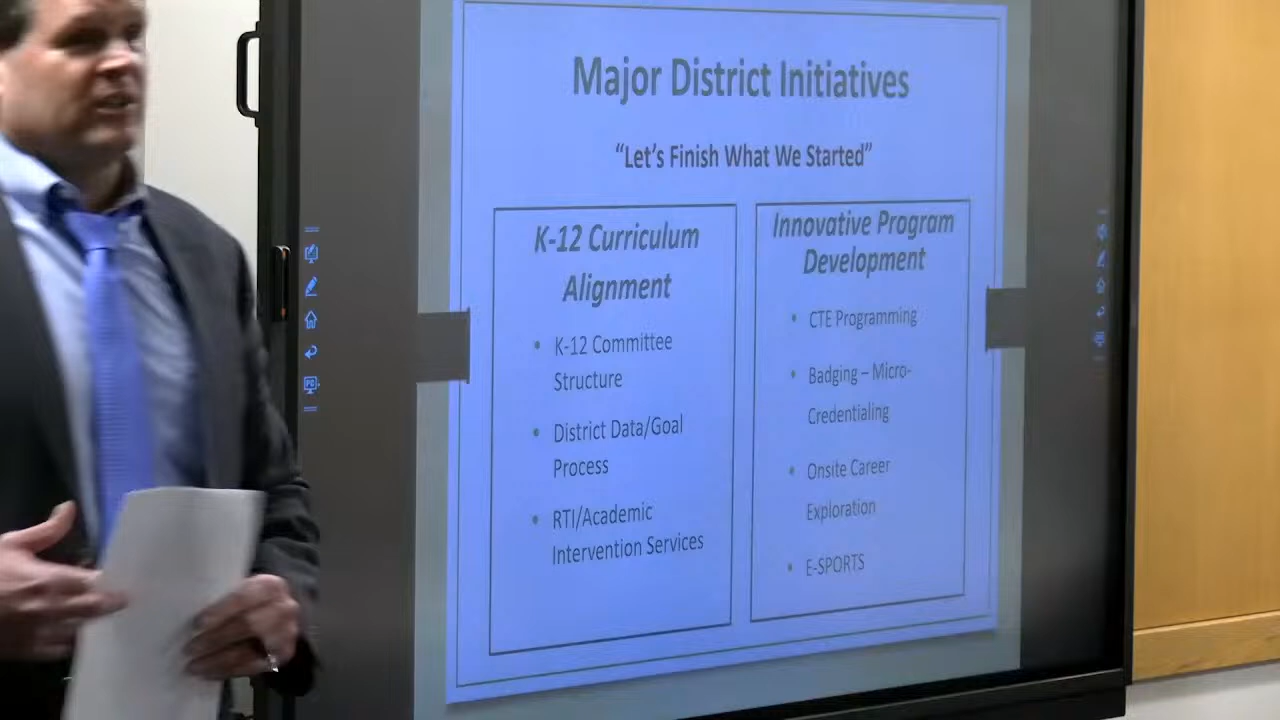 Major District Initiatives
“Let’s Finish What We Started”
K-12 Curriculum
Alignment
• K-12 Committee
Structure
• District Data/Goal
Process
• RTI/Academic
Intervention Services
Innovative Program
Development
• CTE Programming
• Badging – Micro-
Credentialing
• Onsite Career
Exploration
• E-SPORTS